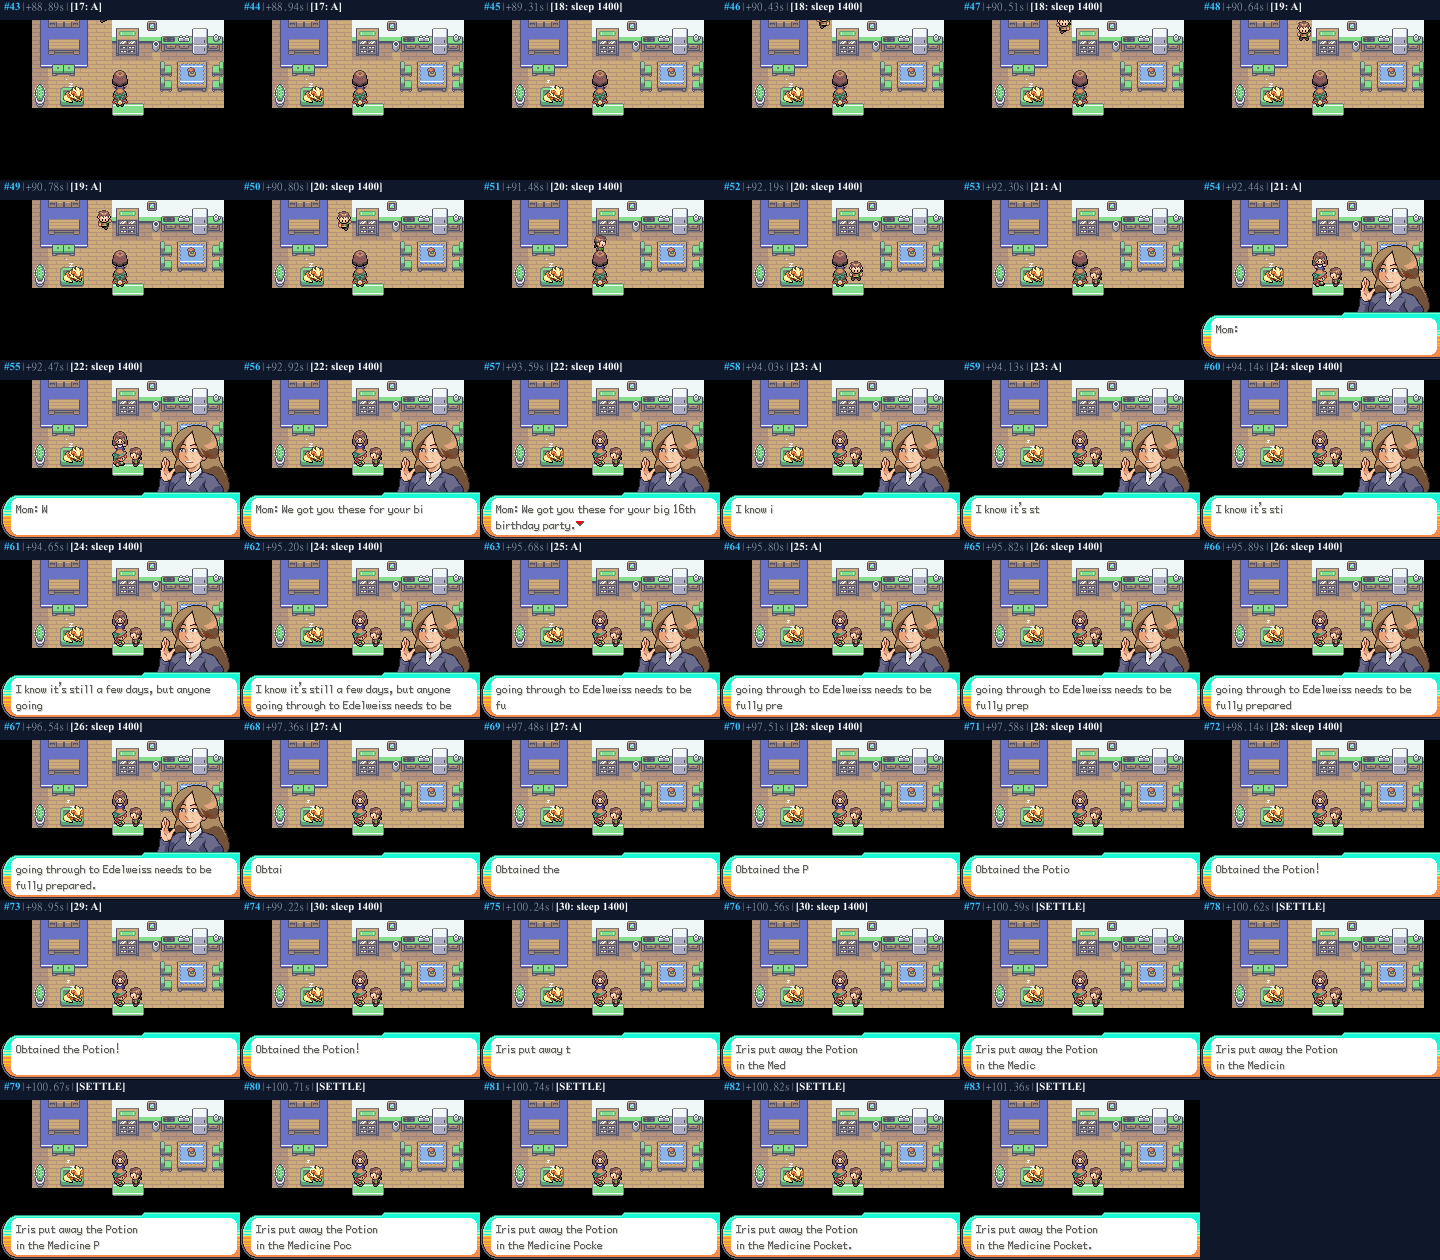 #43|+88.89s|[17: A]
#44|+88.94s|[17: A]
#45|+89.31s|[18: sleep 1400]
#46|+90.43s|[18: sleep 1400]
#47|+90.51s|[18: sleep 1400]
#48|+90.64s|[19: A]
#49|+90.78s|[19: A]
#50|+90.80s|[20: sleep 1400]
#51|+91.48s|[20: sleep 1400]
#52|+92.19s|[20: sleep 1400]
#53|+92.30s|[21: A]
#54|+92.44s|[21: A]
Mom:
#55|+92.47s|[22: sleep 1400]
Mom: W
#56|+92.92s|[22: sleep 1400]
Mom: We got you these for your bi
#57|+93.59s|[22: sleep 1400]
Mom: We got you these for your big 16th
birthday party.
#58|+94.03s|[23: A]
I know i
#59|+94.13s|[23: A]
I know it's st
#60|+94.14s|[24: sleep 1400]
I know it's sti
#61|+94.65s|[24: sleep 1400]
I know it's still a few days, but anyone
going
#62|+95.20s|[24: sleep 1400]
I know it's still a few days, but anyone
going through to Edelweiss needs to be
#63|+95.68s|[25: A]
going through to Edelweiss needs to be
fu
#64|+95.80s|[25: A]
going through to Edelweiss needs to be
fully pre
#65|+95.82s|[26: sleep 1400]
going through to Edelweiss needs to be
fully prep
#66|+95.89s|[26: sleep 1400]
going through to Edelweiss needs to be
fully prepared
#67|+96.54s|[26: sleep 1400]
going through to Edelweiss needs to be
fully prepared.
#68|+97.36s|[27: A]
Obtai
#69|+97.48s|[27: A]
Obtained the
#70|+97.51s|[28: sleep 1400]
Obtained the P
#71|+97.58s|[28: sleep 1400]
Obtained the Potio
#72|+98.14s|[28: sleep 1400]
Obtained the Potion!
#73|+98.95s|[29: A]
Obtained the Potion!
#74|+99.22s|[30: sleep 1400]
Obtained the Potion!
#75|+100.24s|[30: sleep 1400]
Iris put away t
#76|+100.56s|[30: sleep 1400]
Iris put away the Potion
in the Med
#77|+100.59s|[SETTLE]
Iris put away the Potion
in the Medic
#78|+100.62s|[SETTLE]
Iris put away the Potion
in the Medicin
#79|+100.67s|[SETTLE]
Iris put away the Potion
in the Medicine P
#80|+100.71s|[SETTLE]
Iris put away the Potion
in the Medicine Poc
#81|+100.74s|[SETTLE]
Iris put away the Potion
in the Medicine Pocke
#82|+100.82s|[SETTLE]
Iris put away the Potion
in the Medicine Pocket.
#83|+101.36s|[SETTLE]
Iris put away the Potion
in the Medicine Pocket.